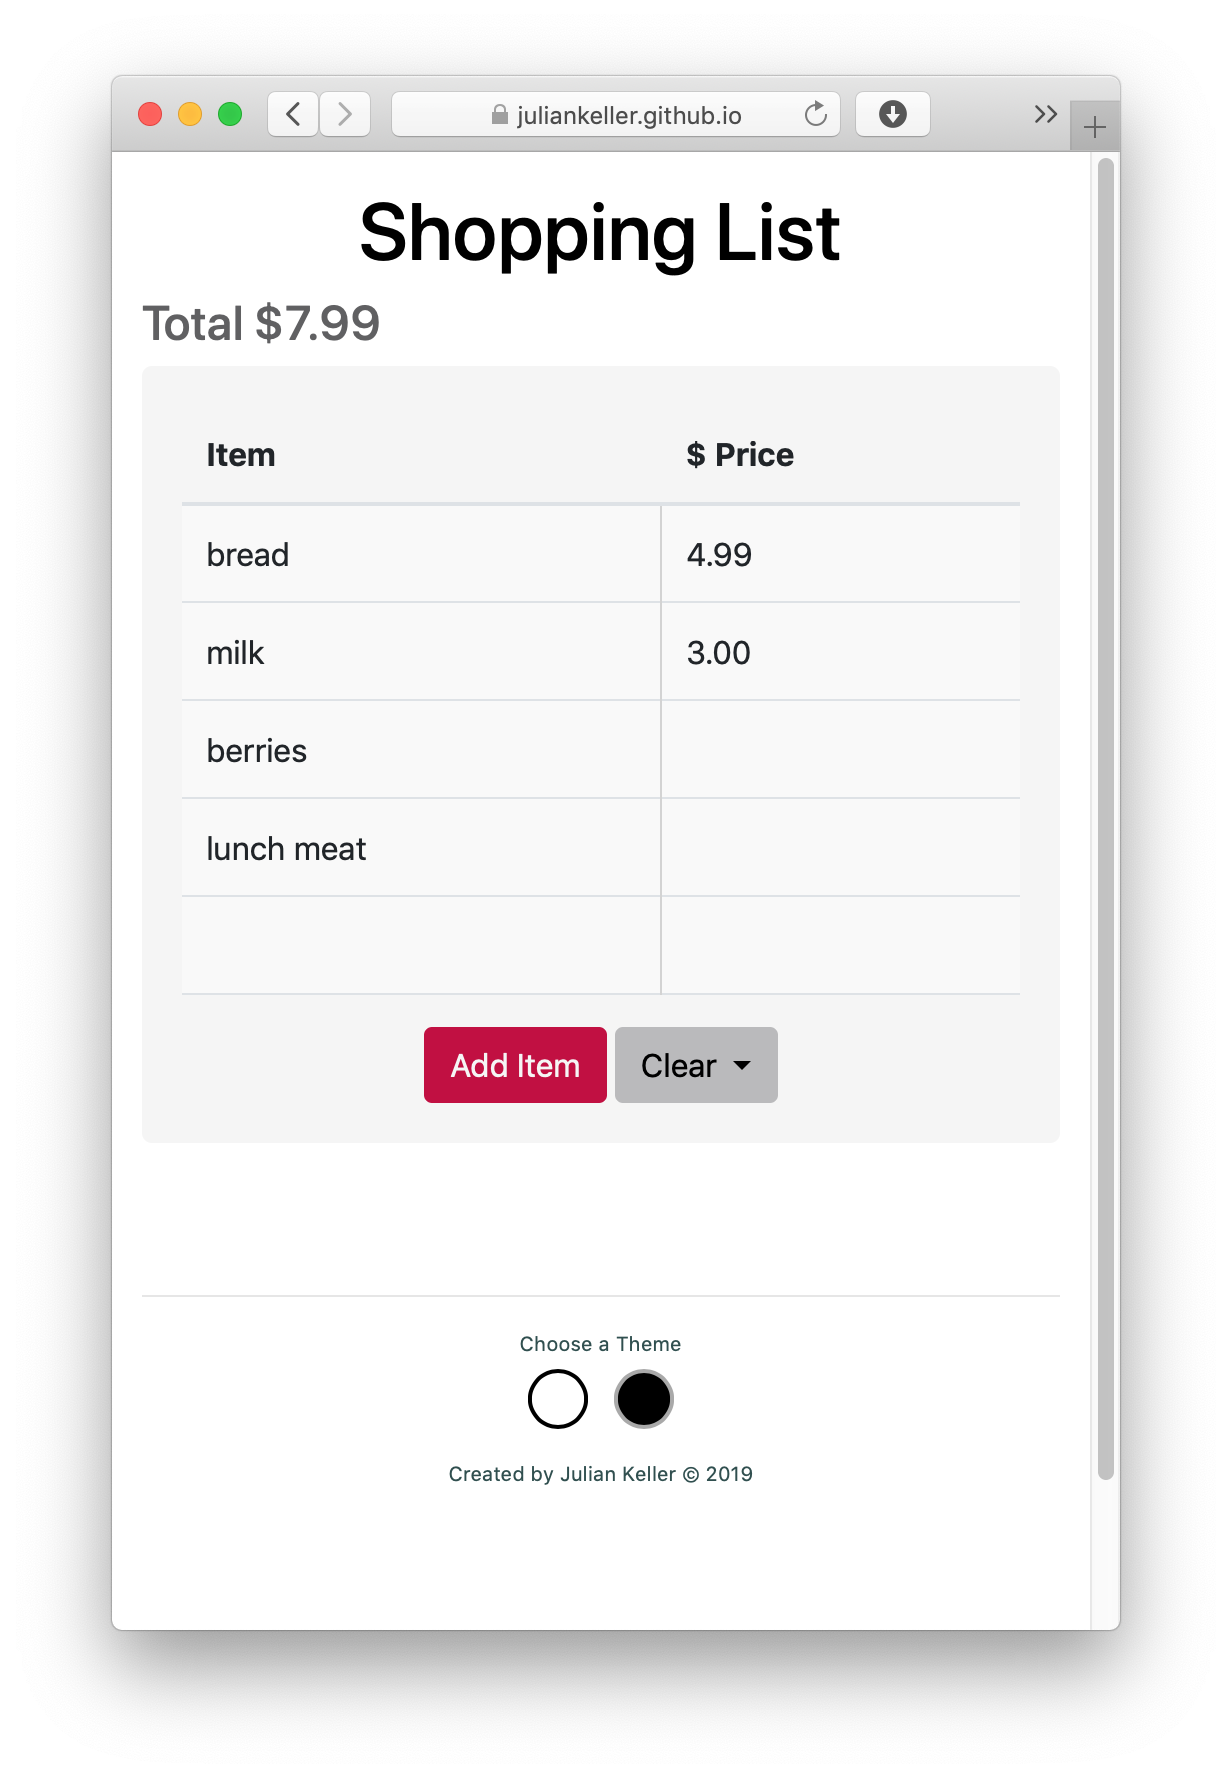 juliankeller.github.io
Shopping List
Total $7.99
Item $ Price
bread 4.99
milk 3.00
berries
lunch meat
Add Item Clear
Choose a Theme
Created by Julian Keller © 2019